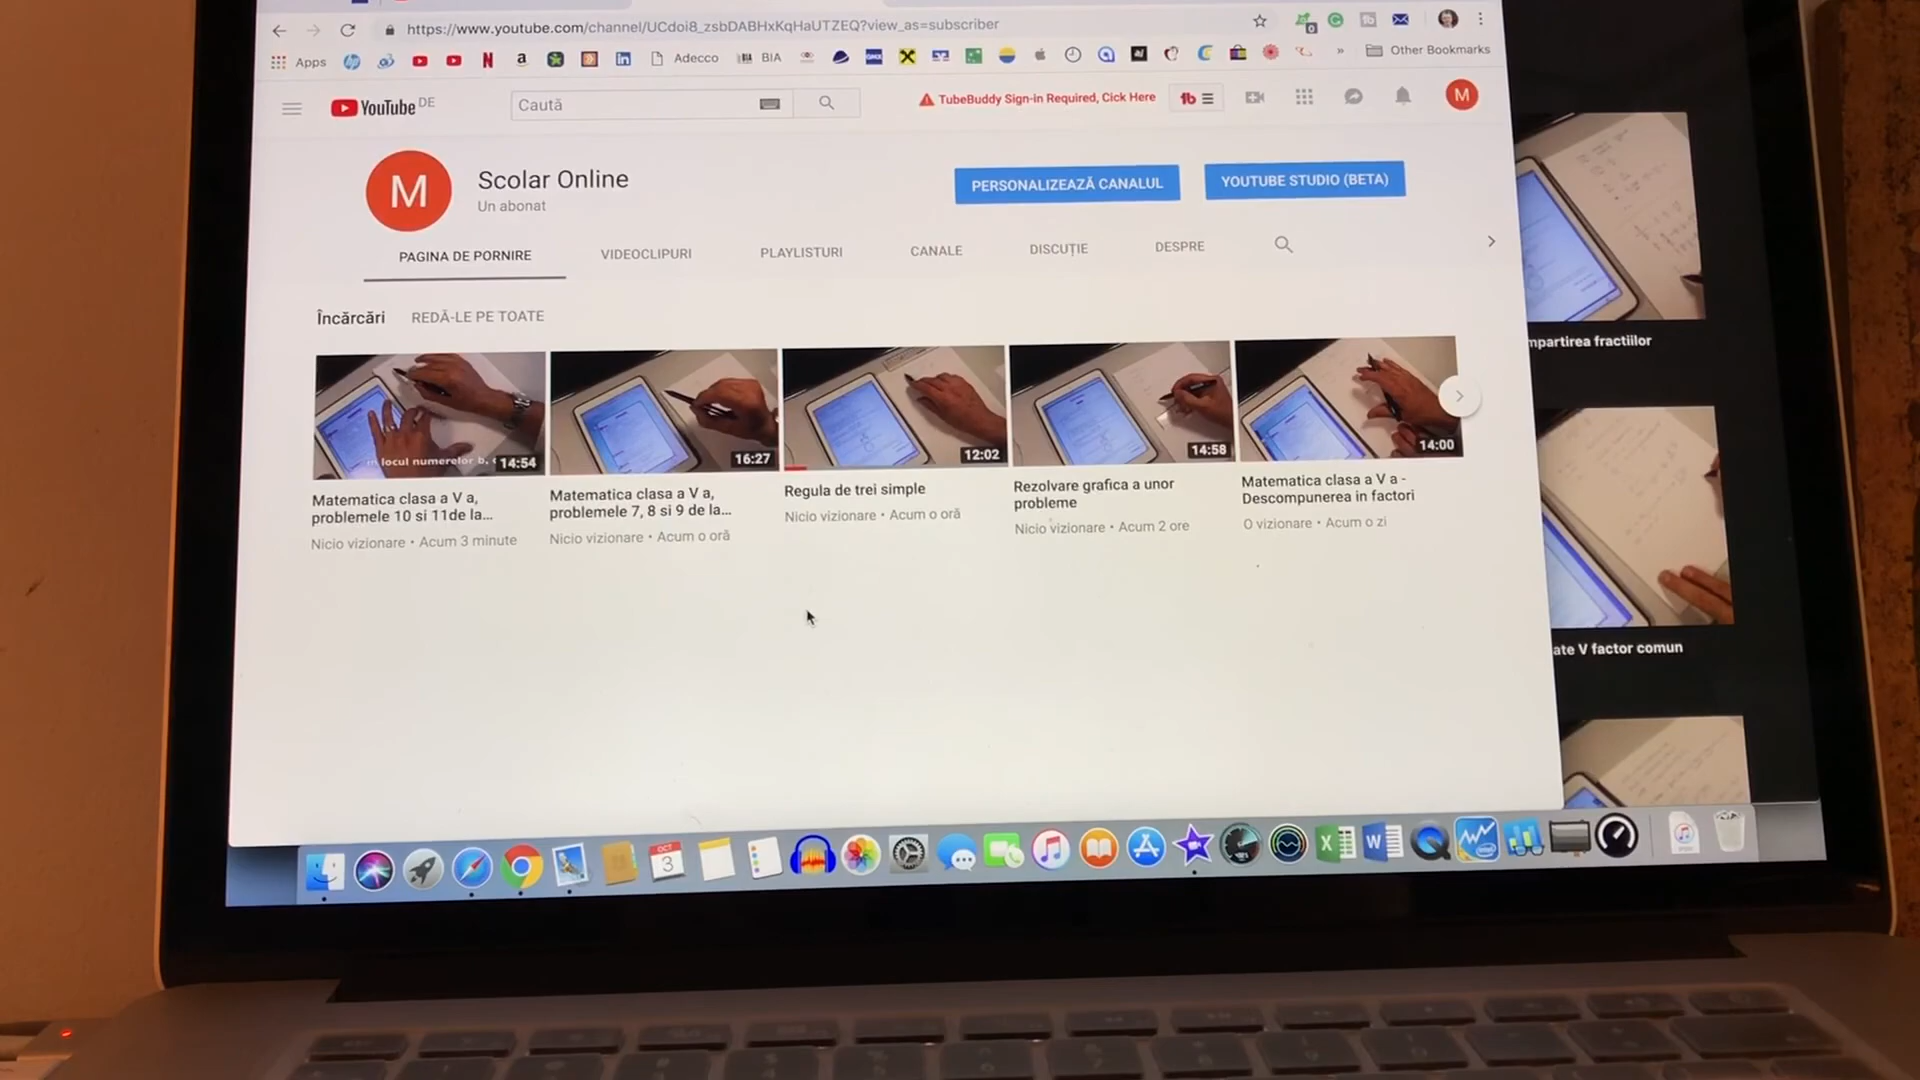 https://www.youtube.com/channel/UCdoi8_zsbDABHxKqHaUTZEQ?view_as=subscriber
Apps
Adecco
BIA
Other Bookmarks
YouTube DE
Caută
TubeBuddy Sign-in Required, Cick Here
M
M
Scolar Online
Un abonat
PERSONALIZEAZĂ CANALUL
YOUTUBE STUDIO (BETA)
PAGINA DE PORNIRE
VIDEOCLIPURI
PLAYLISTURI
CANALE
DISCUȚIE
DESPRE
Încărcări
REDĂ-LE PE TOATE
mpartirea fractiilor
locul numerelor b,
14:54
16:27
12:02
14:58
14:00
Matematica clasa a V a,
problemele 10 si 11de la...
Nicio vizionare • Acum 3 minute
Matematica clasa a V a,
problemele 7, 8 si 9 de la...
Nicio vizionare • Acum o oră
Regula de trei simple
Nicio vizionare • Acum o oră
Rezolvare grafica a unor
probleme
Nicio vizionare • Acum 2 ore
Matematica clasa a V a -
Descompunerea in factori
0 vizionare • Acum o zi
ate V factor comun
OCT
3